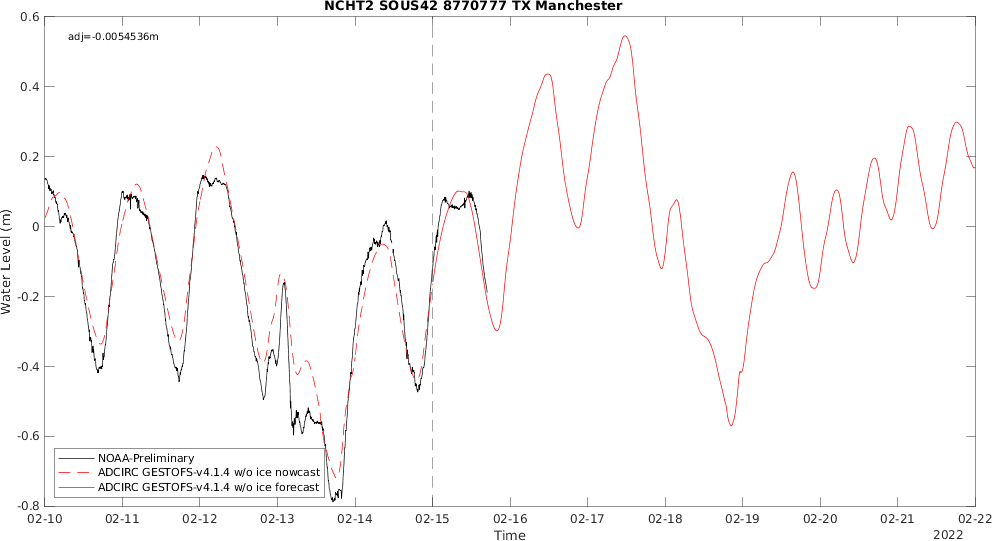 NCHT2 SOUS42 8770777 TX Manchester
adj=-0.0054536m
0.6
0.4
0.2
0
-0.2
-0.4
-0.6
-0.8
Water Level (m)
NOAA-Preliminary
ADCIRC GESTOFS-v4.1.4 w/o ice nowcast
ADCIRC GESTOFS-v4.1.4 w/o ice forecast
02-10 02-11 02-12 02-13 02-14 02-15 02-16 02-17 02-18 02-19 02-20 02-21 02-22
Time
2022